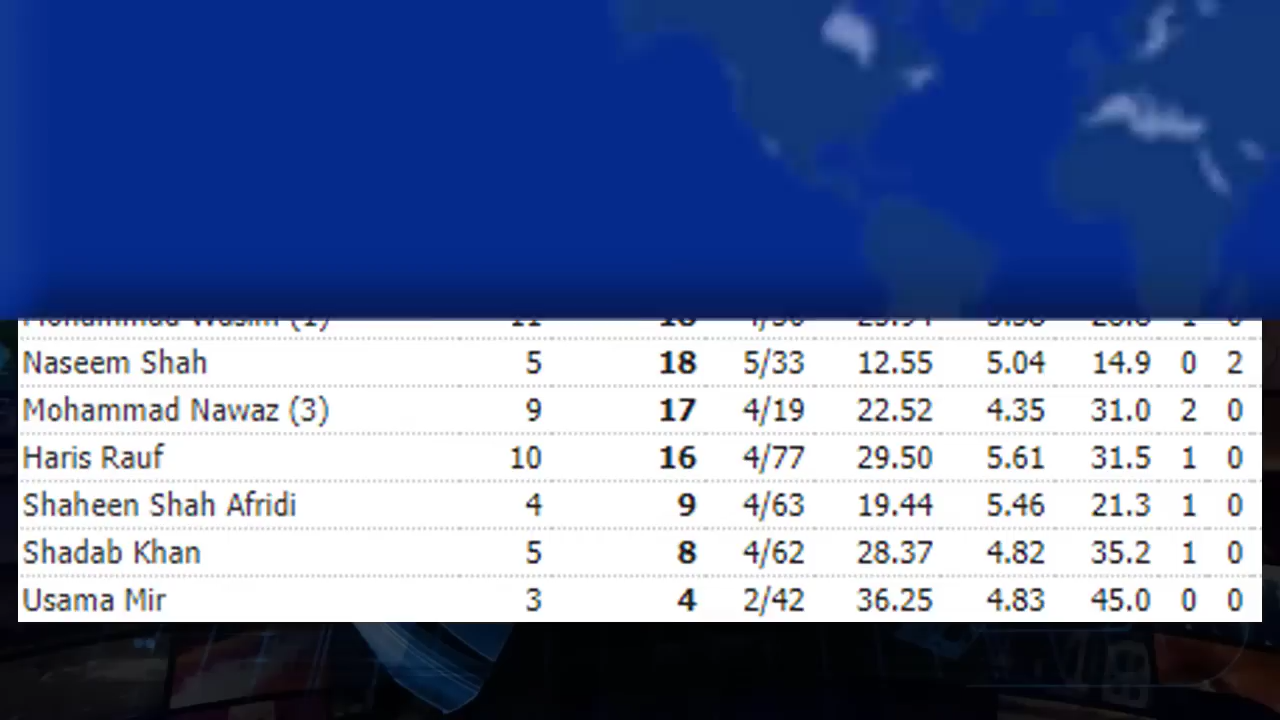 Mohammad Wasim (1) 11
Naseem Shah 5 18 5/33 12.55 5.04 14.9 0 2
Mohammad Nawaz (3) 9 17 4/19 22.52 4.35 31.0 2 0
Haris Rauf 10 16 4/77 29.50 5.61 31.5 1 0
Shaheen Shah Afridi 4 9 4/63 19.44 5.46 21.3 1 0
Shadab Khan 5 8 4/62 28.37 4.82 35.2 1 0
Usama Mir 3 4 2/42 36.25 4.83 45.0 0 0